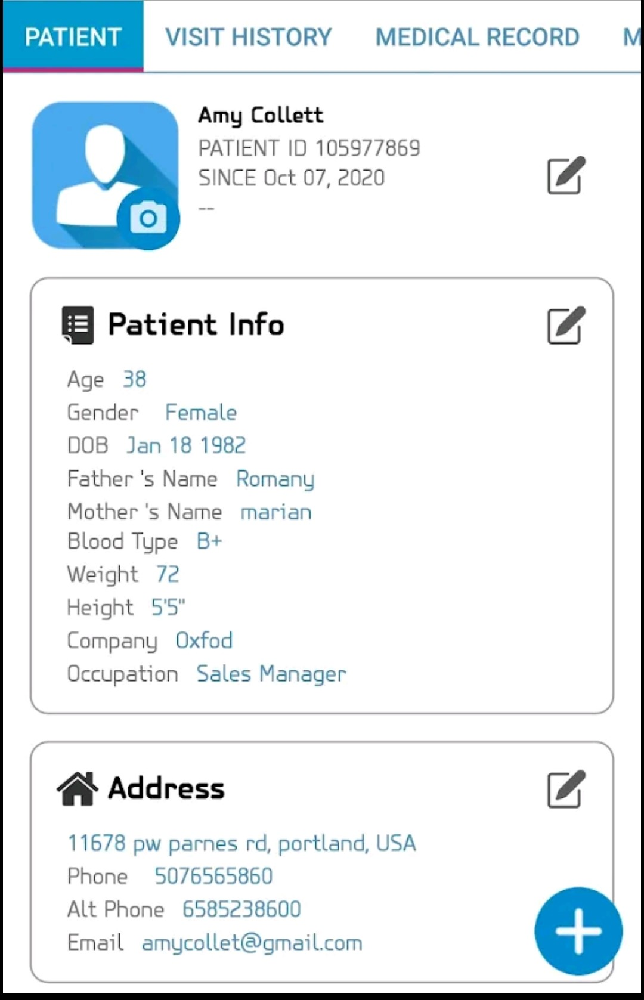 PATIENT VISIT HISTORY MEDICAL RECORD M
Amy Collett
PATIENT ID 105977869
SINCE Oct 07, 2020
--
Patient Info
Age 38
Gender Female
DOB Jan 18 1982
Father 's Name Romany
Mother 's Name marian
Blood Type B+
Weight 72
Height 5'5"
Company Oxfod
Occupation Sales Manager
Address
11678 pw parnes rd, portland, USA
Phone 5076565860
Alt Phone 6585238600
Email amycollet@gmail.com